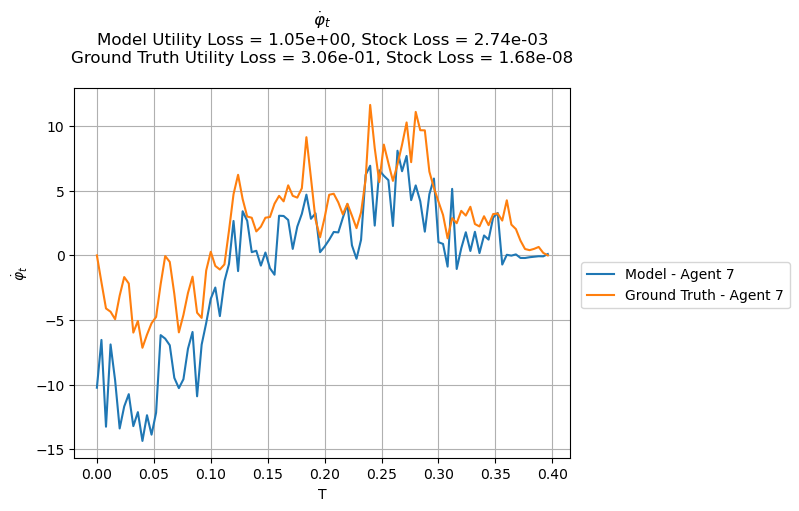 φ̇ₜ
Model Utility Loss = 1.05e+00, Stock Loss = 2.74e-03
Ground Truth Utility Loss = 3.06e-01, Stock Loss = 1.68e-08
10
5
0
−5
−10
−15
φ̇ₜ
0.00 0.05 0.10 0.15 0.20 0.25 0.30 0.35 0.40
T
Model - Agent 7
Ground Truth - Agent 7